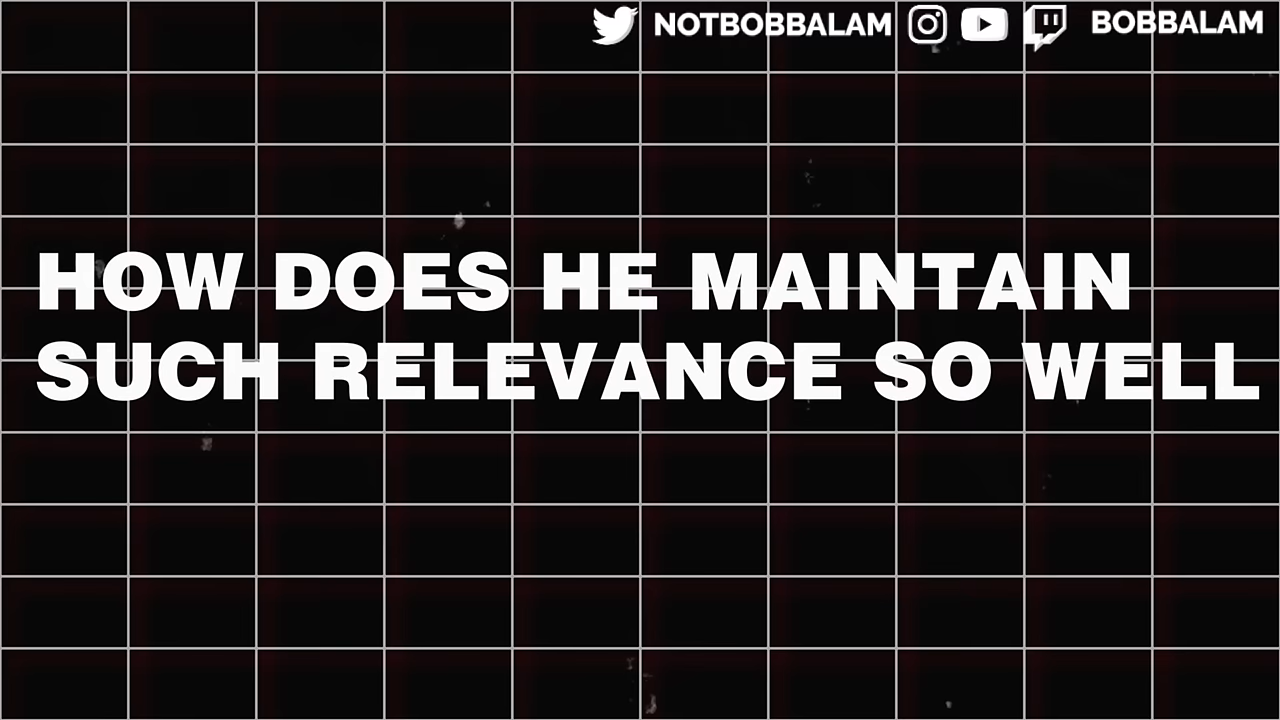 NOTBOBBALAM BOBBALAM
HOW DOES HE MAINTAIN
SUCH RELEVANCE SO WELL